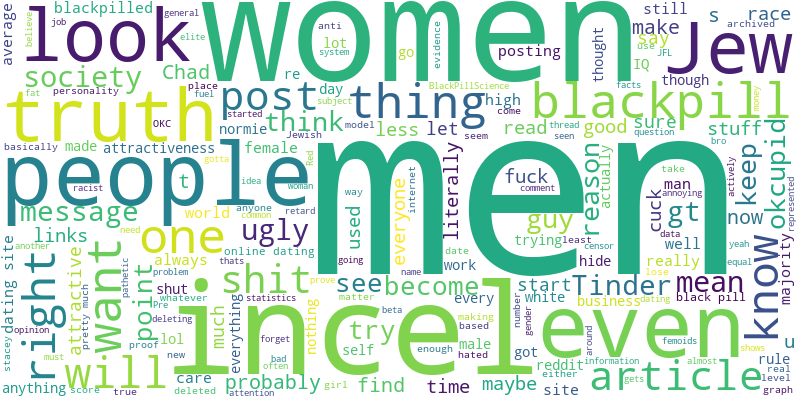 average
job
general
elite
blackpilled
look
women
anti
system
lot
evidence
go
posting
thought
still
make
say
s
race
archived
use
JFL
IQ
believe
fat
personality
society
Chad
place
fuel
started
re
day
subject
BlackPillScience
high
come
Jew
though
facts
money
truth
OKC
normie
Jewish
post
think
thing
model
less
let
seem
read
thread
seen
blackpill
good
sure
question
stuff
bro
basically
made
attractiveness
female
gotta
Red
people
men
racist
t
idea
woman
way
internet
literally
fuck
comment
guy
reason
actually
man
take
annoying
cuck
gt
data
actively
keep
okcupid
represented
message
world
anyone
common
retard
used
everyone
links
another
want
one
need
ugly
thats
online dating
going
name
date
trying
least
censor
hide
really
well
yeah
equal
now
majority
dating site
right
attractive
always
problem
pathetic
point
shut
whatever
Pre
deleting
shit
statistics
see
become
prove
matter
work
every
start
white
Tinder
business
lose
dating
mean
black pill
know
u
stacey
opinion
pretty much
lol
much
everything
forget
nothing
incel
try
beta
self
making
based
male
hated
enough
got
number
gender
even
around
femoids
information
almost
rule
shows
real
level
must
proof
new
bad
often
reddit
either
anything
score
true
will
care
deleted
probably
attention
girl
find
time
maybe
site
article
gets
graph